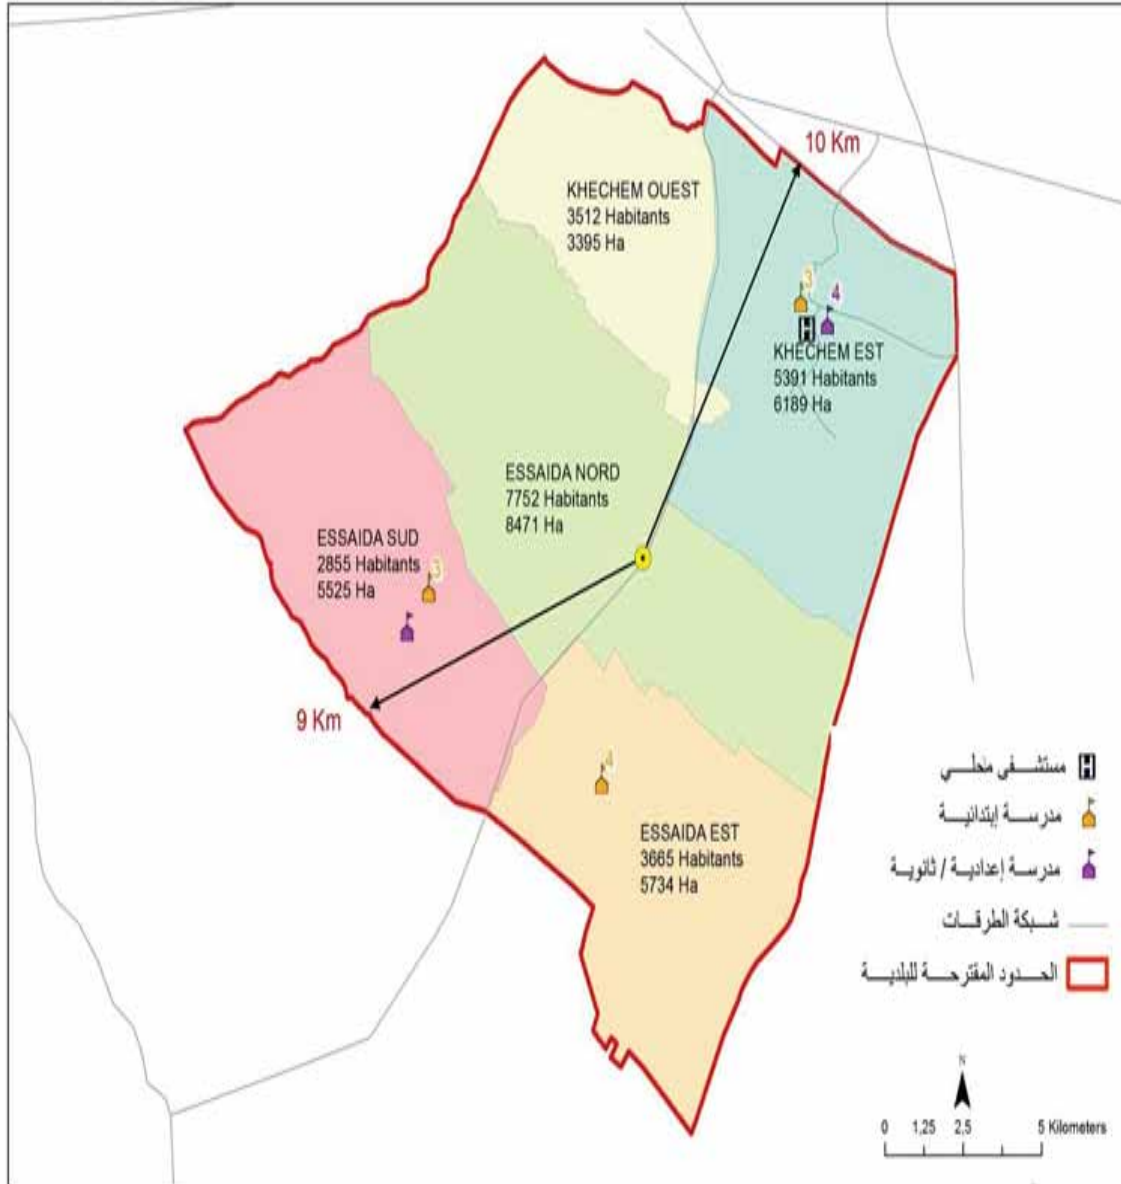 10 Km
KHECHEM OUEST
3512 Habitants
3395 Ha
3
4
KHECHEM EST
5391 Habitants
6189 Ha
ESSAIDA NORD
7752 Habitants
8471 Ha
ESSAIDA SUD
2855 Habitants
5525 Ha
3
9 Km
4
ESSAIDA EST
3665 Habitants
5734 Ha
H
مستشفى محلي
مدرسة إبتدائية
مدرسة إعدادية / ثانوية
شبكة الطرقات
الحدود المقترحة للبلدية
N
0 1,25 2,5 5 Kilometers